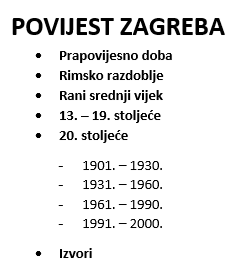 POVIJEST ZAGREBA
• Prapovijesno doba
• Rimsko razdoblje
• Rani srednji vijek
• 13. – 19. stoljeće
• 20. stoljeće
- 1901. – 1930.
- 1931. – 1960.
- 1961. – 1990.
- 1991. – 2000.
• Izvori